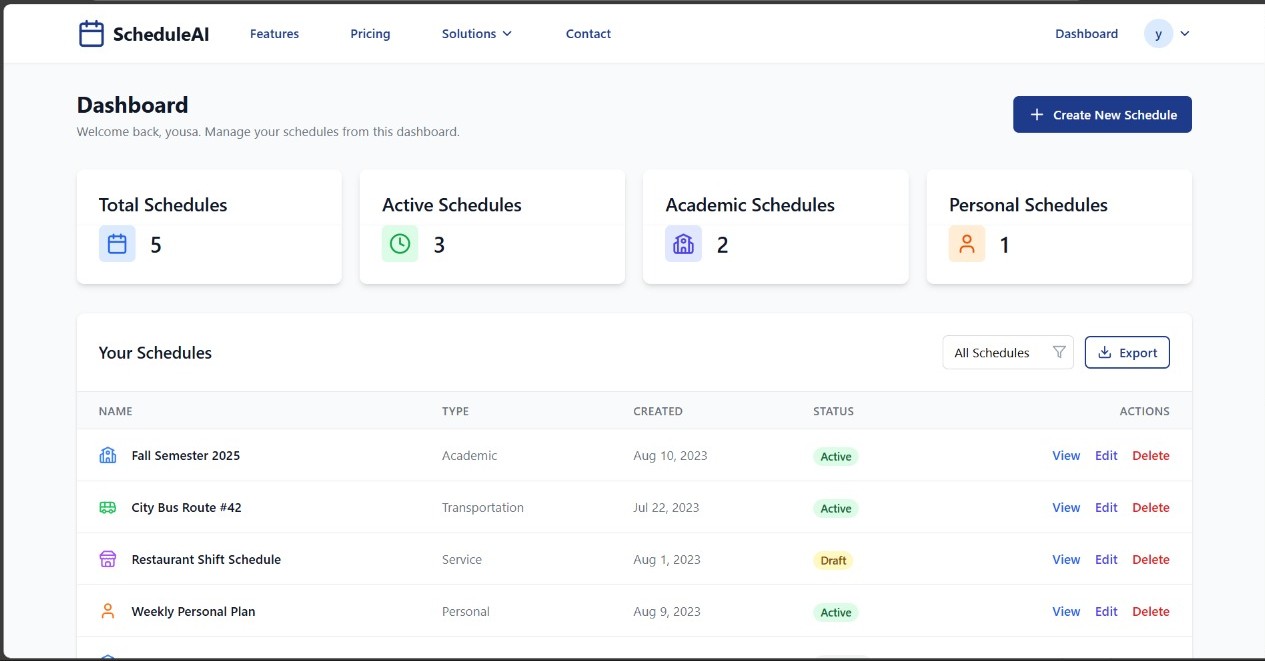 ScheduleAI Features Pricing Solutions Contact Dashboard y
Dashboard
Welcome back, yousa. Manage your schedules from this dashboard.
Create New Schedule
Total Schedules
5
Active Schedules
3
Academic Schedules
2
Personal Schedules
1
Your Schedules
All Schedules
Export
NAME TYPE CREATED STATUS ACTIONS
Fall Semester 2025 Academic Aug 10, 2023 Active View Edit Delete
City Bus Route #42 Transportation Jul 22, 2023 Active View Edit Delete
Restaurant Shift Schedule Service Aug 1, 2023 Draft View Edit Delete
Weekly Personal Plan Personal Aug 9, 2023 Active View Edit Delete